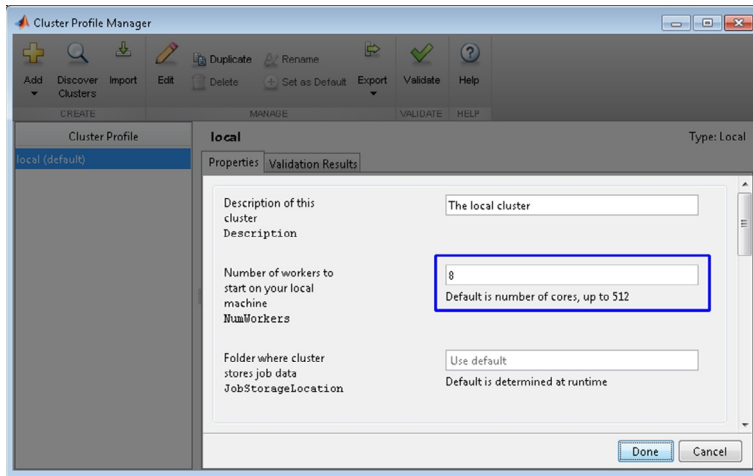 Cluster Profile Manager
Add
Discover
Clusters
Import
Edit
Duplicate
Delete
Rename
Set as Default
Export
Validate
Help
CREATE
MANAGE
VALIDATE
HELP
Cluster Profile
local (default)
local
Type: Local
Properties
Validation Results
Description of this
cluster
Description
The local cluster
Number of workers to
start on your local
machine
NumWorkers
8
Default is number of cores, up to 512
Folder where cluster
stores job data
JobStorageLocation
Use default
Default is determined at runtime
Done
Cancel